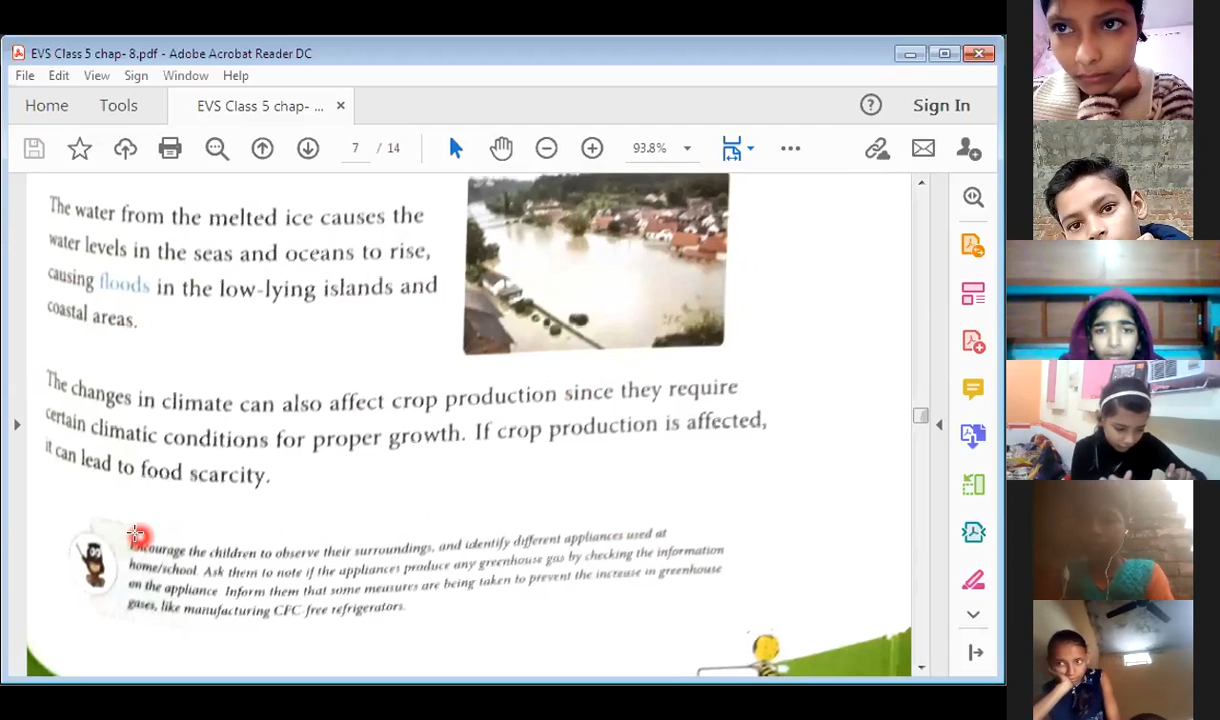 EVS Class 5 chap- 8.pdf - Adobe Acrobat Reader DC
File Edit View Sign Window Help
Home Tools EVS Class 5 chap- ... × ? Sign In
7 / 14 93.8%
The water from the melted ice causes the
water levels in the seas and oceans to rise,
causing floods in the low-lying islands and
coastal areas.
The changes in climate can also affect crop production since they require
certain climatic conditions for proper growth. If crop production is affected,
it can lead to food scarcity.
Encourage the children to observe their surroundings, and identify different appliances used at
home/school. Ask them to note if the appliances produce any greenhouse gas by checking the information
on the appliance Inform them that some measures are being taken to prevent the increase in greenhouse
gases, like manufacturing CFC free refrigerators.